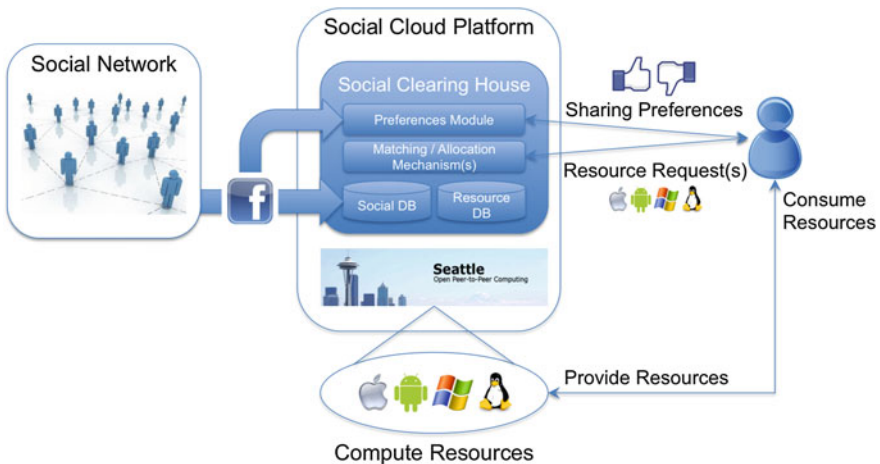 Social Network
Social Cloud Platform
Social Clearing House
Preferences Module
Matching / Allocation
Mechanism(s)
Social DB
Resource
DB
f
Seattle
Open Peer-to-Peer Computing
Sharing Preferences
Resource Request(s)
Consume
Resources
Provide Resources
Compute Resources